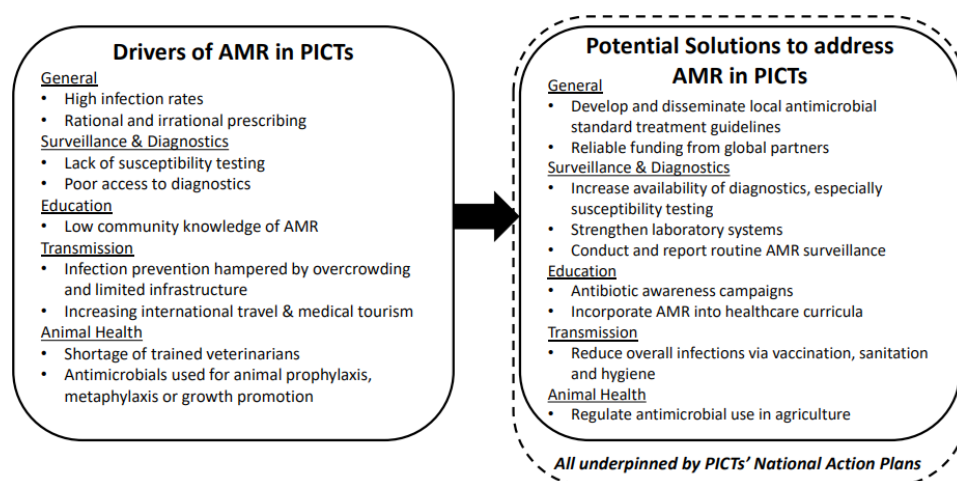 Drivers of AMR in PICTs
General
• High infection rates
• Rational and irrational prescribing
Surveillance & Diagnostics
• Lack of susceptibility testing
• Poor access to diagnostics
Education
• Low community knowledge of AMR
Transmission
• Infection prevention hampered by overcrowding
and limited infrastructure
• Increasing international travel & medical tourism
Animal Health
• Shortage of trained veterinarians
• Antimicrobials used for animal prophylaxis,
metaphylaxis or growth promotion
Potential Solutions to address
AMR in PICTs
General
• Develop and disseminate local antimicrobial
standard treatment guidelines
• Reliable funding from global partners
Surveillance & Diagnostics
• Increase availability of diagnostics, especially
susceptibility testing
• Strengthen laboratory systems
• Conduct and report routine AMR surveillance
Education
• Antibiotic awareness campaigns
• Incorporate AMR into healthcare curricula
Transmission
• Reduce overall infections via vaccination, sanitation
and hygiene
Animal Health
• Regulate antimicrobial use in agriculture
All underpinned by PICTs' National Action Plans